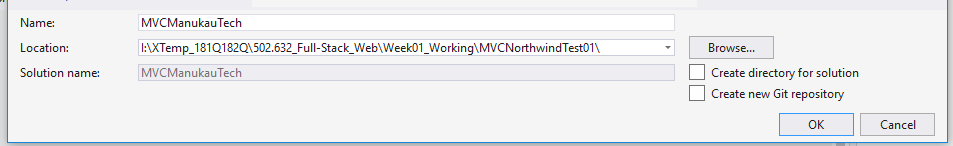 Name: MVCManukauTech
Location: I:\XTemp_181Q182Q\502.632_Full-Stack_Web\Week01_Working\MVCNorthwindTest01\ Browse...
Solution name: MVCManukauTech Create directory for solution
Create new Git repository
OK Cancel